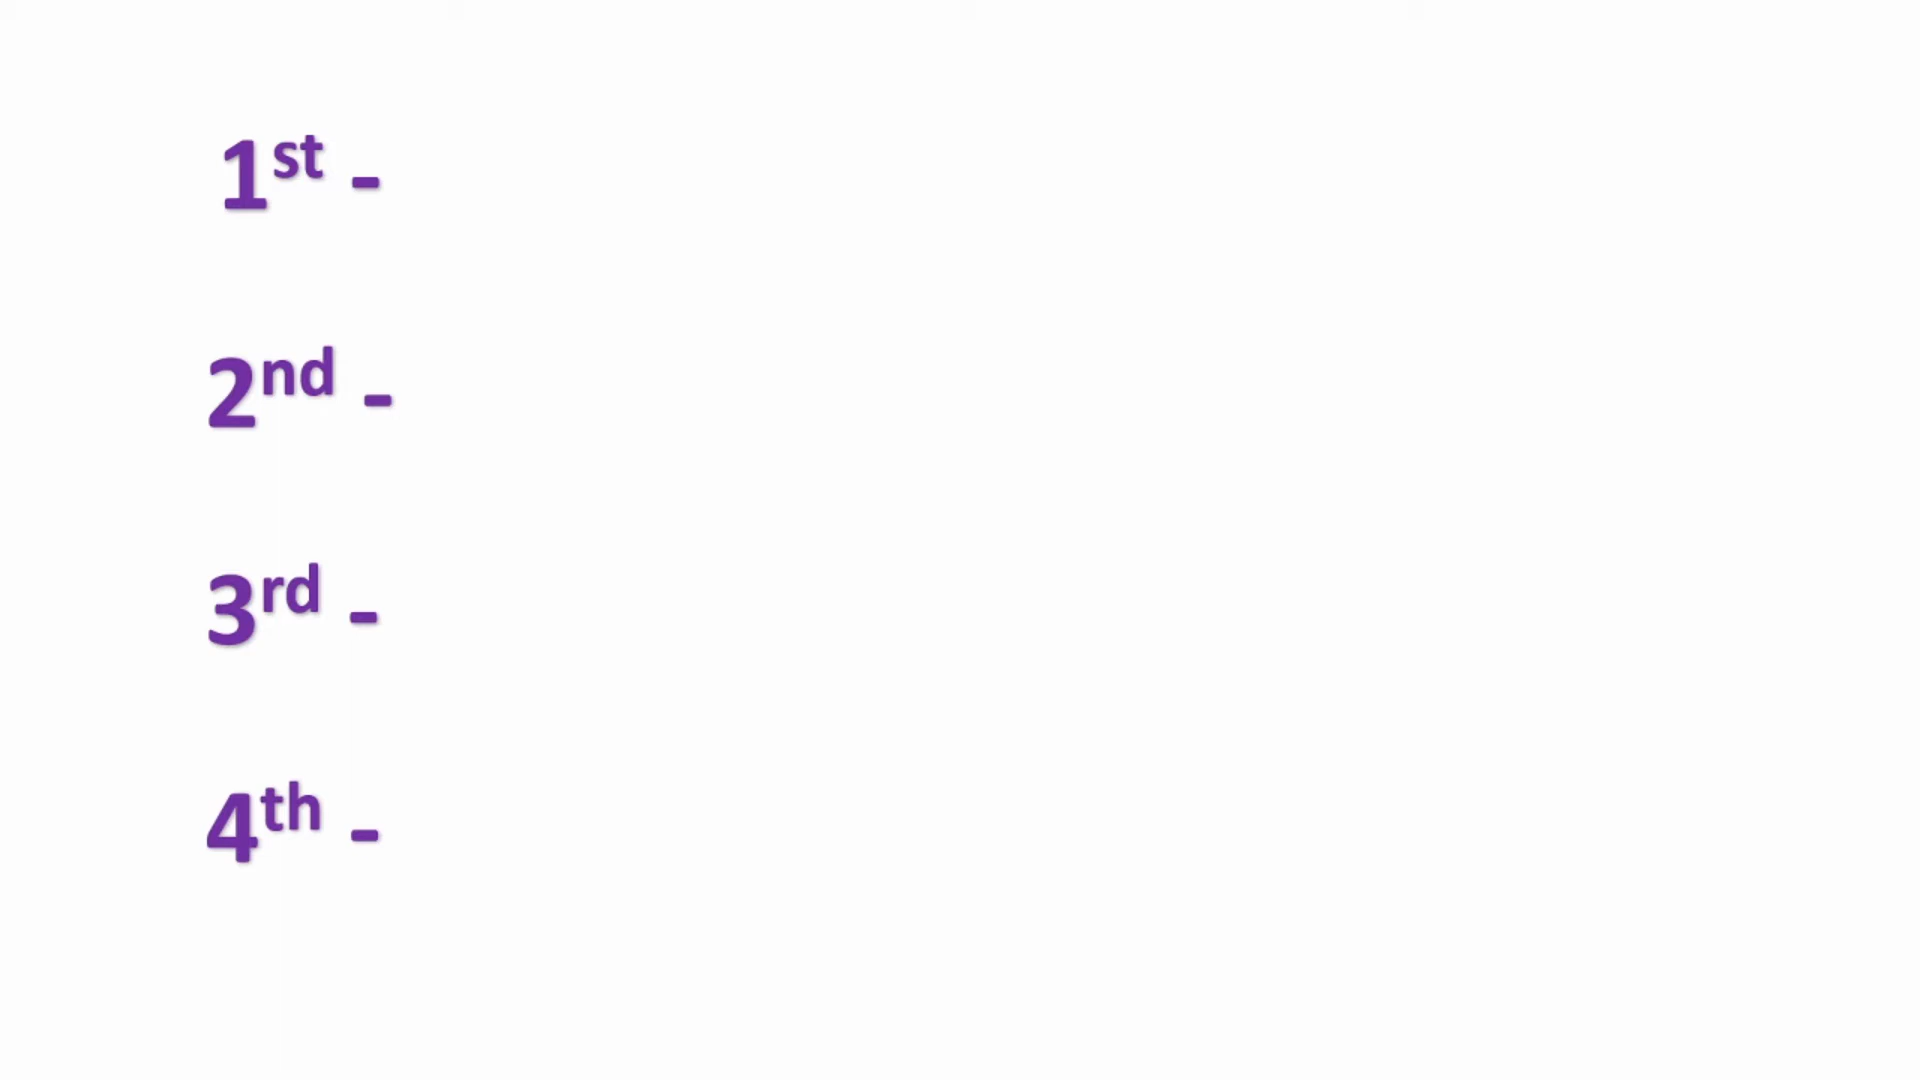 1st -
2nd -
3rd -
4th -